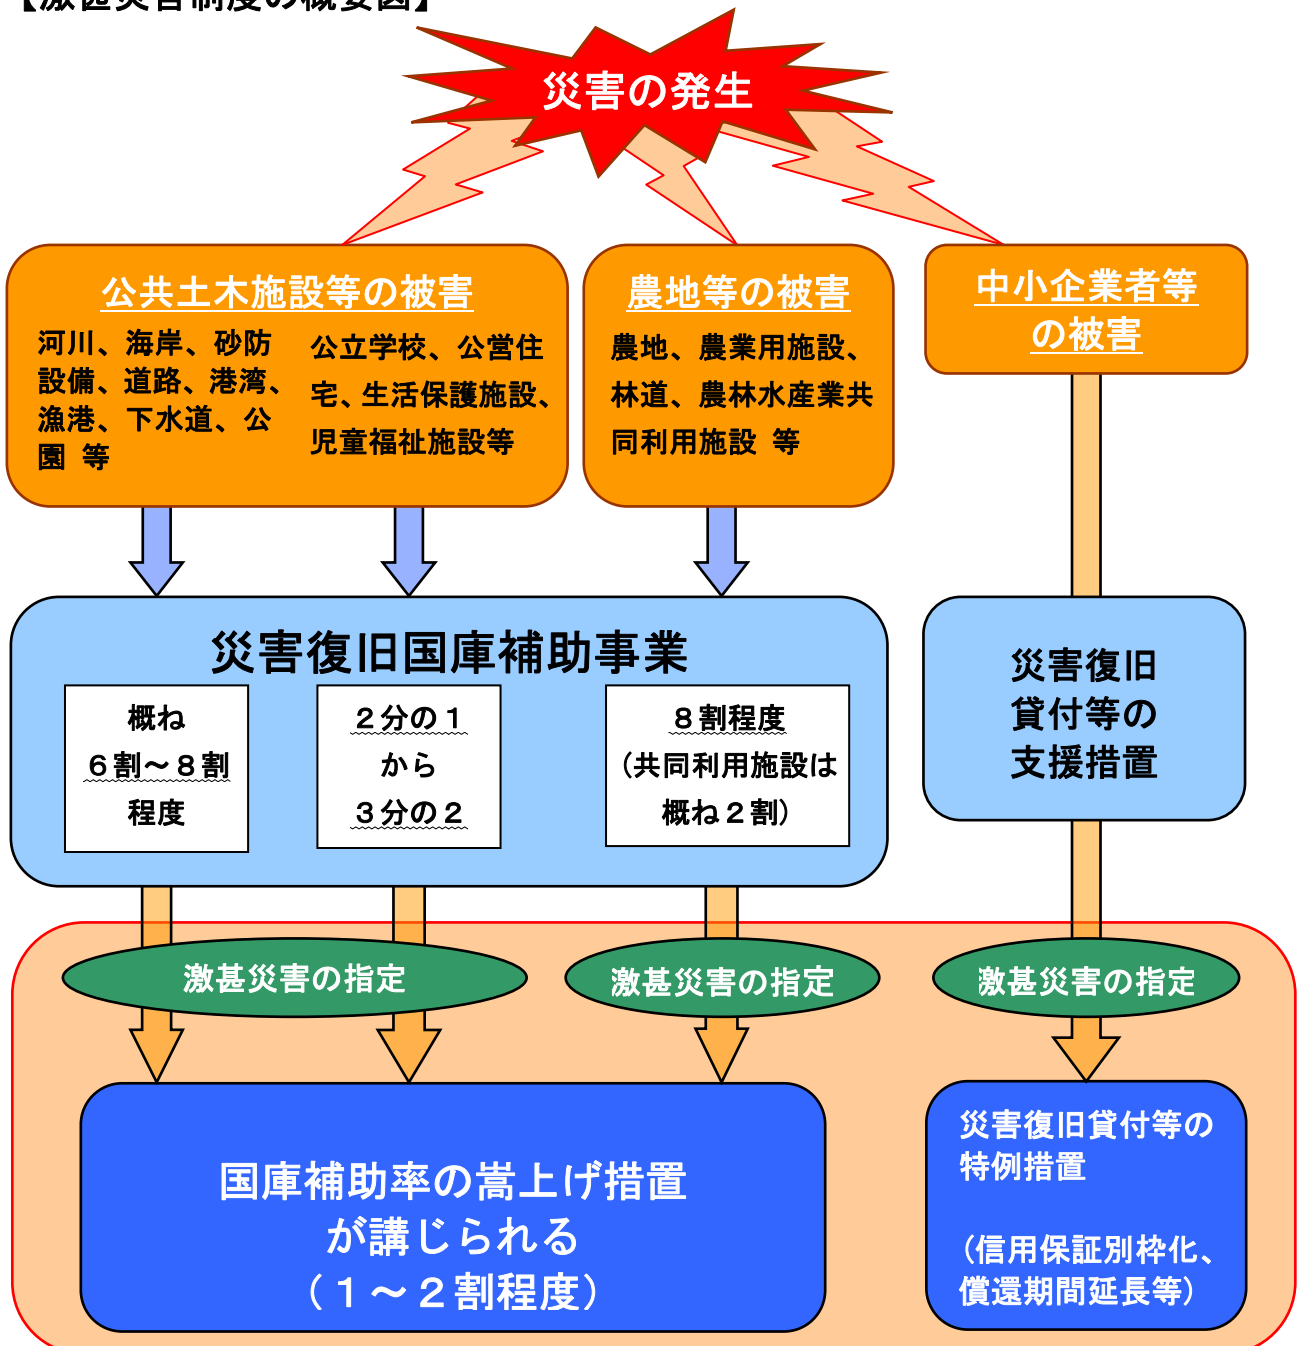 【激甚災害制度の概要図】
災害の発生
公共土木施設等の被害
河川、海岸、砂防
設備、道路、港湾、
漁港、下水道、公
園 等
公立学校、公営住
宅、生活保護施設、
児童福祉施設等
農地等の被害
農地、農業用施設、
林道、農林水産業共
同利用施設 等
中小企業者等
の被害
災害復旧国庫補助事業
概ね
６割～８割
程度
２分の１
から
３分の２
８割程度
（共同利用施設は
概ね２割）
災害復旧
貸付等の
支援措置
激甚災害の指定
激甚災害の指定
激甚災害の指定
国庫補助率の嵩上げ措置
が講じられる
（１～２割程度）
災害復旧貸付等の
特例措置
（信用保証別枠化、
償還期間延長等）